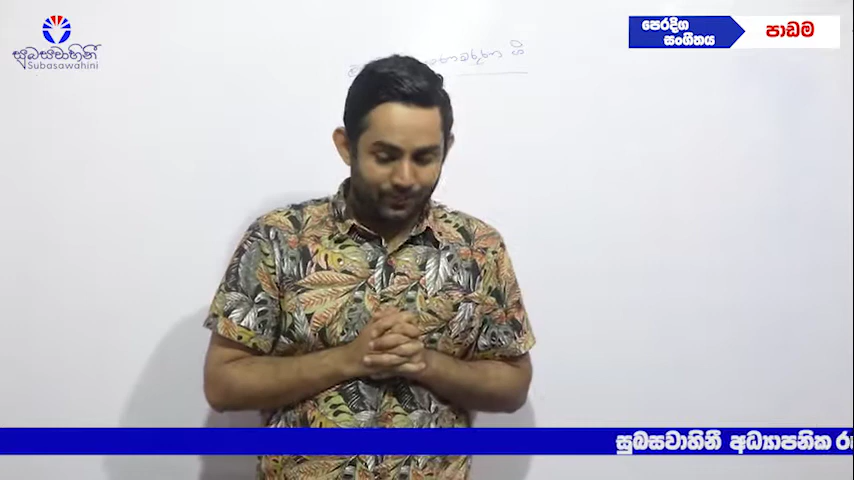 සුබසවාහිනී
Subasawahini
පෙරදිග
සංගීතය
පාඩම
සුබසවාහිනී අධ්‍යාපනික රූ